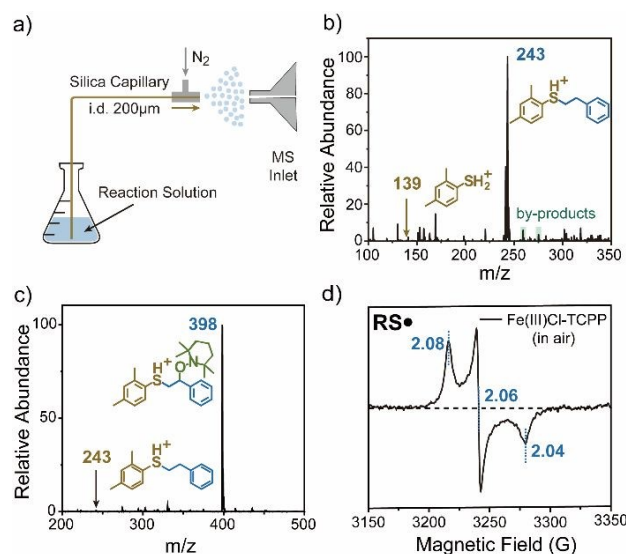 a)
N2
Silica Capillary
i.d. 200μm
MS
Inlet
Reaction Solution
b)
Relative Abundance
100
80
60
40
20
0
243
H+
S
139
SH2+
by-products
100 150 200 250 300 350
m/z
c)
Relative Abundance
100
50
0
398
H+
S
O
N
243
H+
S
200 300 400 500
m/z
d)
RS•
Fe(III)Cl-TCPP
(in air)
2.08
2.06
2.04
3150 3200 3250 3300
Magnetic Field (G)